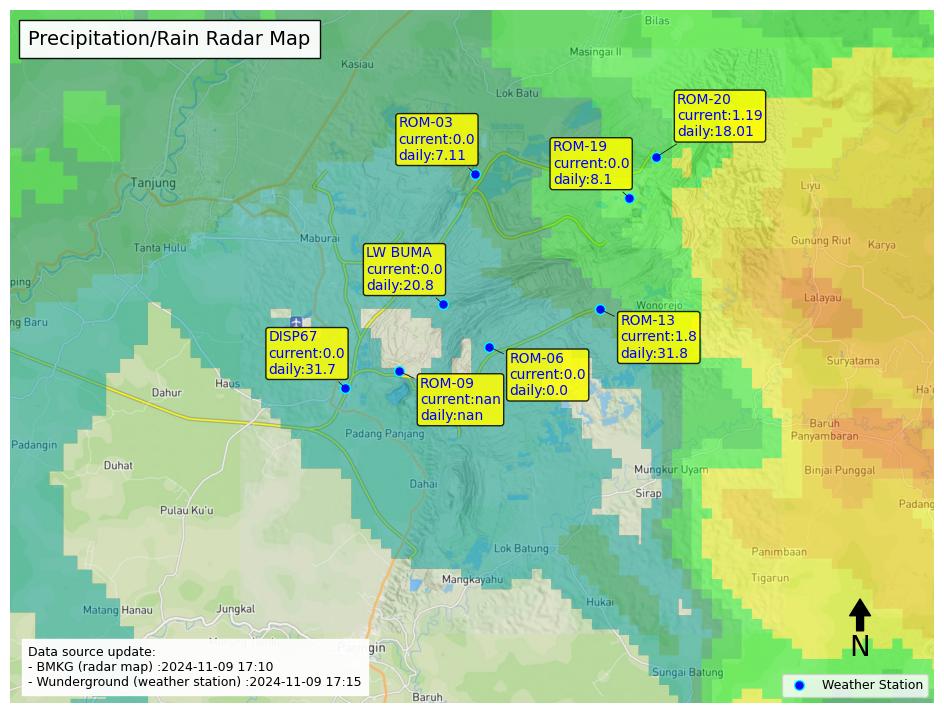 Precipitation/Rain Radar Map
Bilas
Masingai II
Kasiau
Lok Batu
ROM-20
current:1.19
daily:18.01
ROM-03
current:0.0
daily:7.11
ROM-19
current:0.0
daily:8.1
Tanjung
Liyu
Maburai
Tanta Hulu
Gunung Riut
Karya
LW BUMA
current:0.0
daily:20.8
ping
Lalayau
Wonorejo
ng Baru
ROM-13
current:1.8
daily:31.8
DISP67
current:0.0
daily:31.7
ROM-06
current:0.0
daily:0.0
Suryatama
ROM-09
current:nan
daily:nan
Haus
Dahur
Baruh
Panyambaran
Padang Panjang
Padangin
Duhat
Mungkur Uyam
Binjai Punggal
Dahai
Sirap
Padang
Pulau Ku'u
Lok Batung
Panimbaan
Mangkayahu
Tigarun
Hukai
Matang Hanau
Jungkal
N
Data source update:
- BMKG (radar map) :2024-11-09 17:10
- Wunderground (weather station) :2024-11-09 17:15
Sungai Batung
Weather Station
Baruh